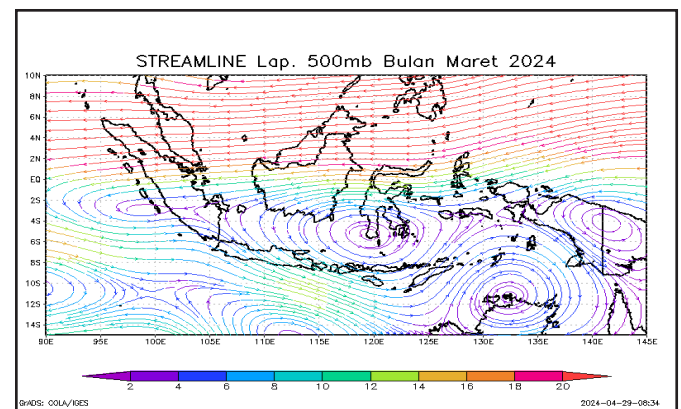 STREAMLINE Lap. 500mb Bulan Maret 2024
10N
8N
6N
4N
2N
EQ
2S
4S
6S
8S
10S
12S
14S
90E 95E 100E 105E 110E 115E 120E 125E 130E 135E 140E 145E
2 4 6 8 10 12 14 16 18 20
GrADS: COLA/IGES 2024-04-29-08:34